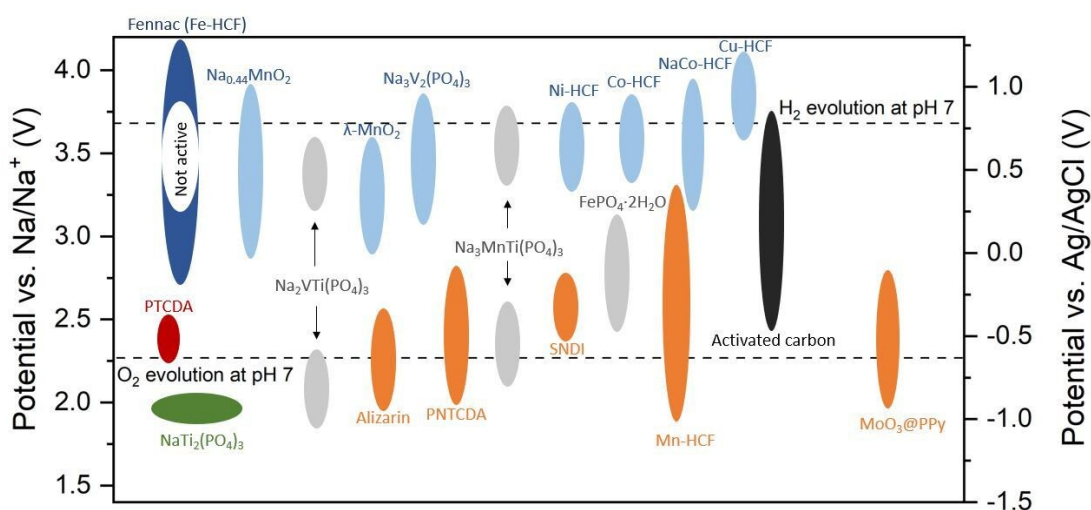 Fennac (Fe-HCF)
Cu-HCF
NaCo-HCF
Na₀.₄₄MnO₂
Na₃V₂(PO₄)₃
Co-HCF
Ni-HCF
H₂ evolution at pH 7
λ-MnO₂
Not active
FePO₄·2H₂O
Na₃MnTi(PO₄)₃
Na₂VTi(PO₄)₃
PTCDA
SNDI
Activated carbon
O₂ evolution at pH 7
Alizarin
PNTCDA
MoO₃@PPy
NaTi₂(PO₄)₃
Mn-HCF
Potential vs. Na/Na⁺ (V)
4.0
3.5
3.0
2.5
2.0
1.5
Potential vs. Ag/AgCl (V)
1.0
0.5
0.0
-0.5
-1.0
-1.5